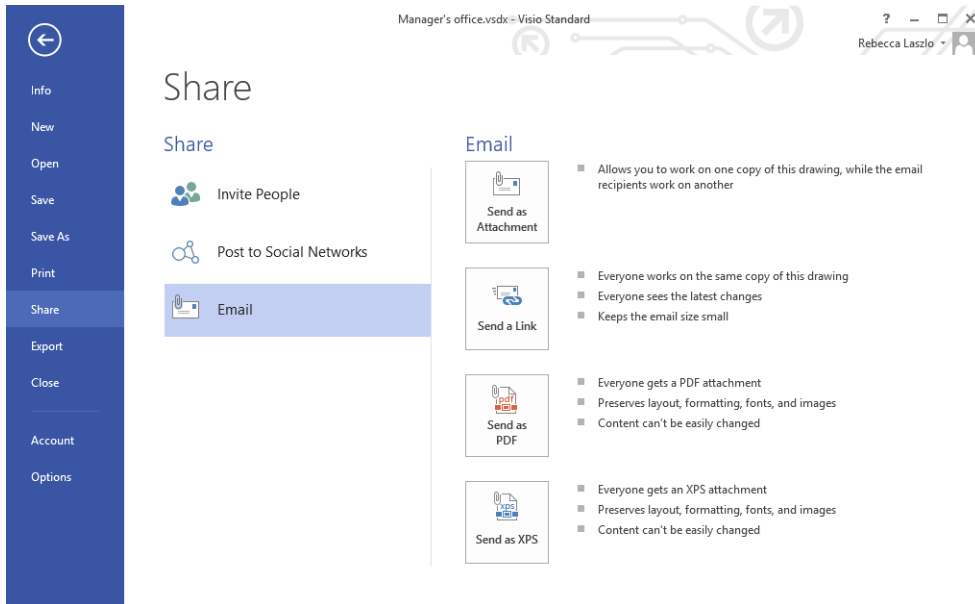 Manager's office.vsdx - Visio Standard
?
Rebecca Laszlo
Info
New
Open
Save
Save As
Print
Share
Export
Close
Account
Options
Share
Share
Invite People
Post to Social Networks
Email
Email
Send as
Attachment
Allows you to work on one copy of this drawing, while the email
recipients work on another
Send a Link
Everyone works on the same copy of this drawing
Everyone sees the latest changes
Keeps the email size small
pdf
Send as
PDF
Everyone gets a PDF attachment
Preserves layout, formatting, fonts, and images
Content can't be easily changed
xps
Send as XPS
Everyone gets an XPS attachment
Preserves layout, formatting, fonts, and images
Content can't be easily changed